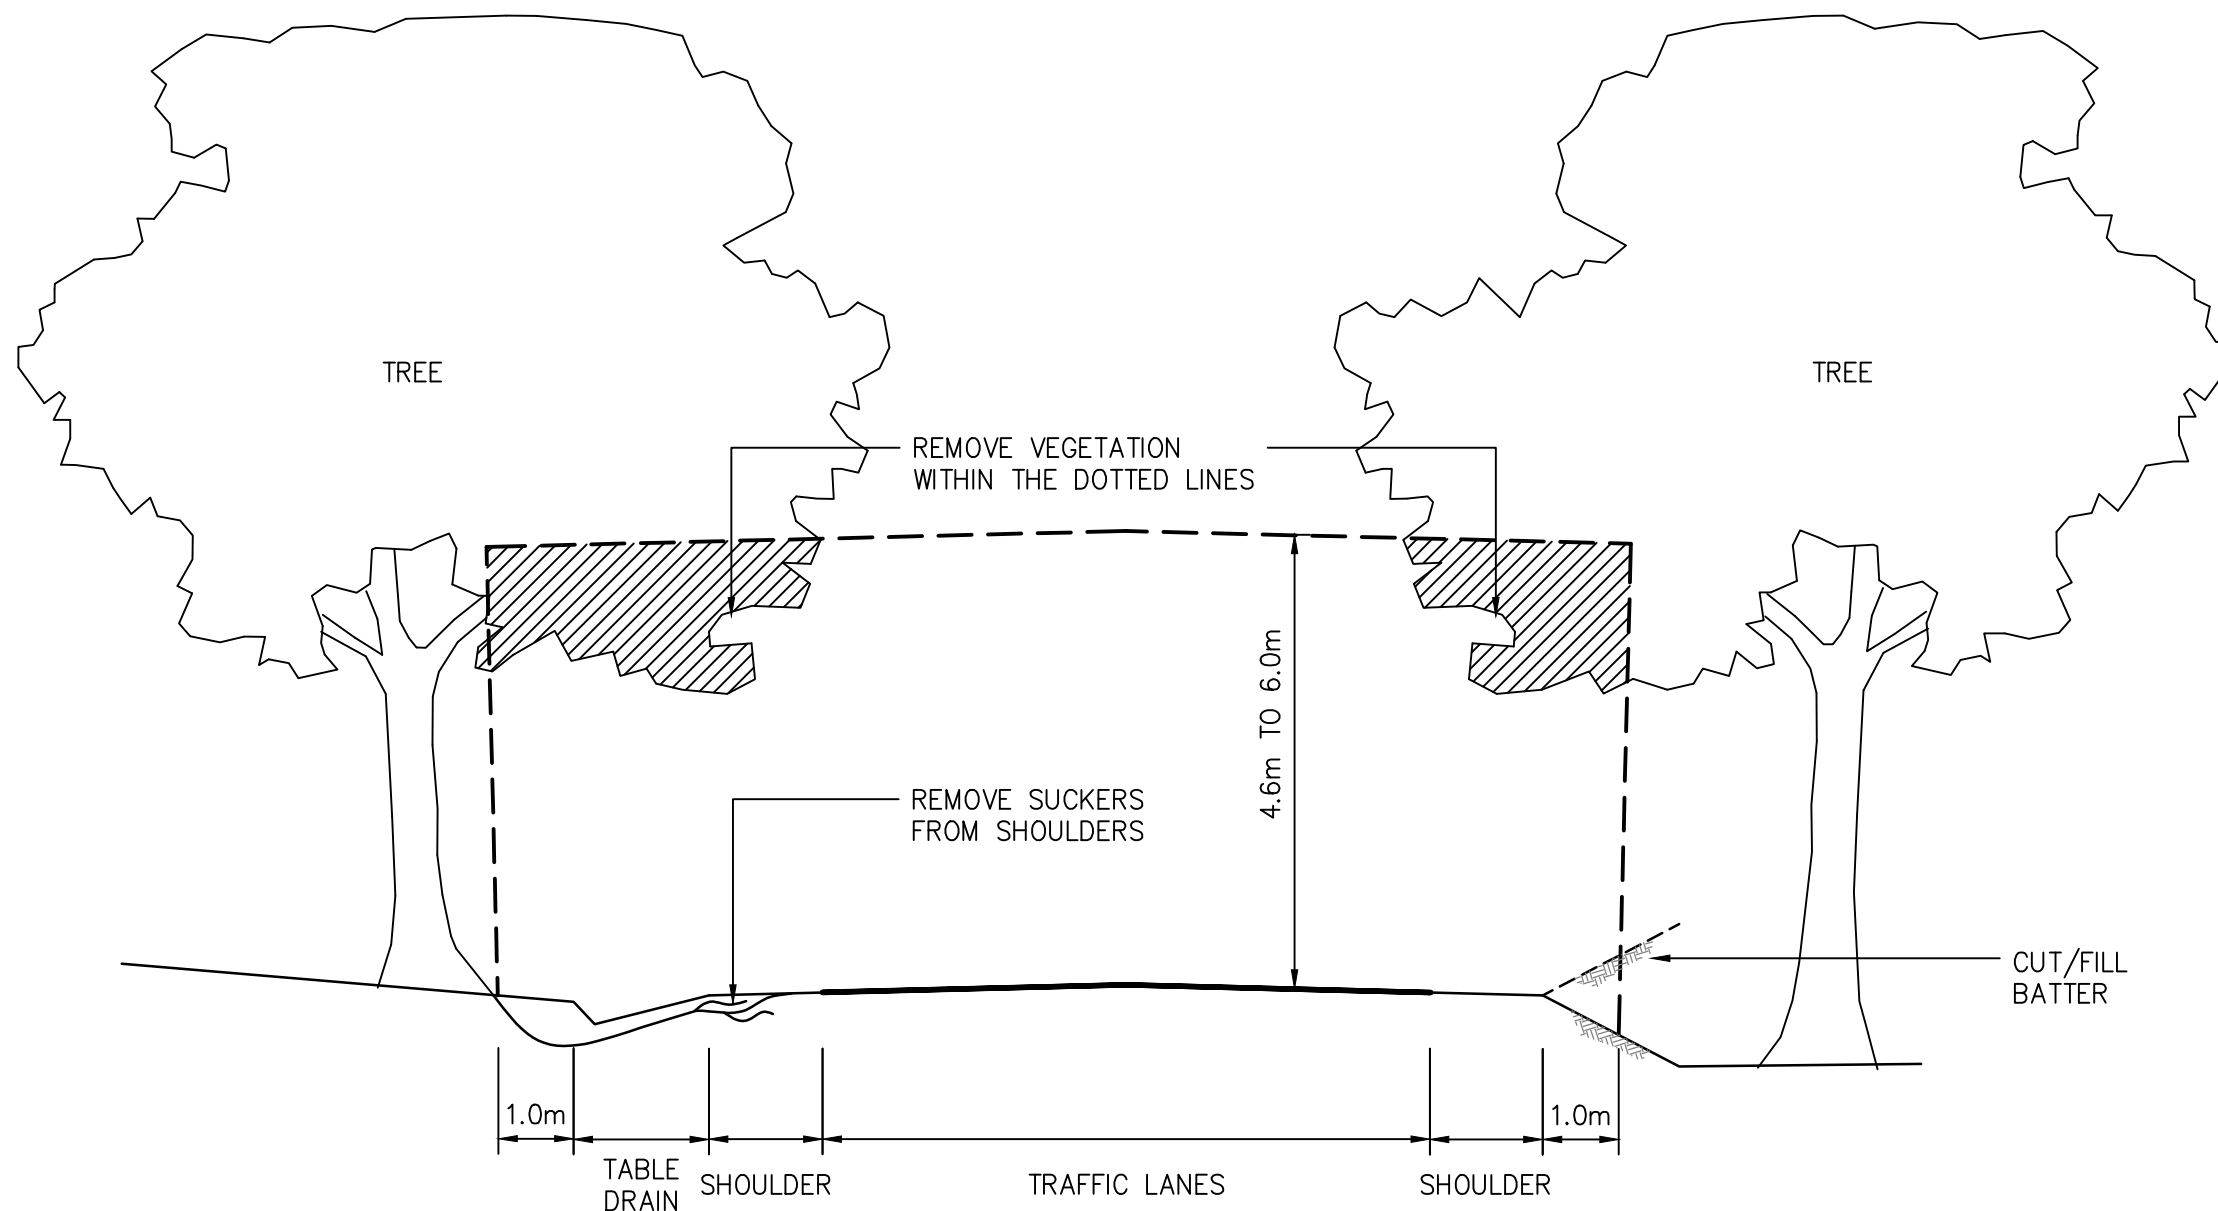 TREE
TREE
REMOVE VEGETATION
WITHIN THE DOTTED LINES
4.6m TO 6.0m
REMOVE SUCKERS
FROM SHOULDERS
CUT/FILL
BATTER
1.0m
1.0m
TABLE
DRAIN
SHOULDER
TRAFFIC LANES
SHOULDER